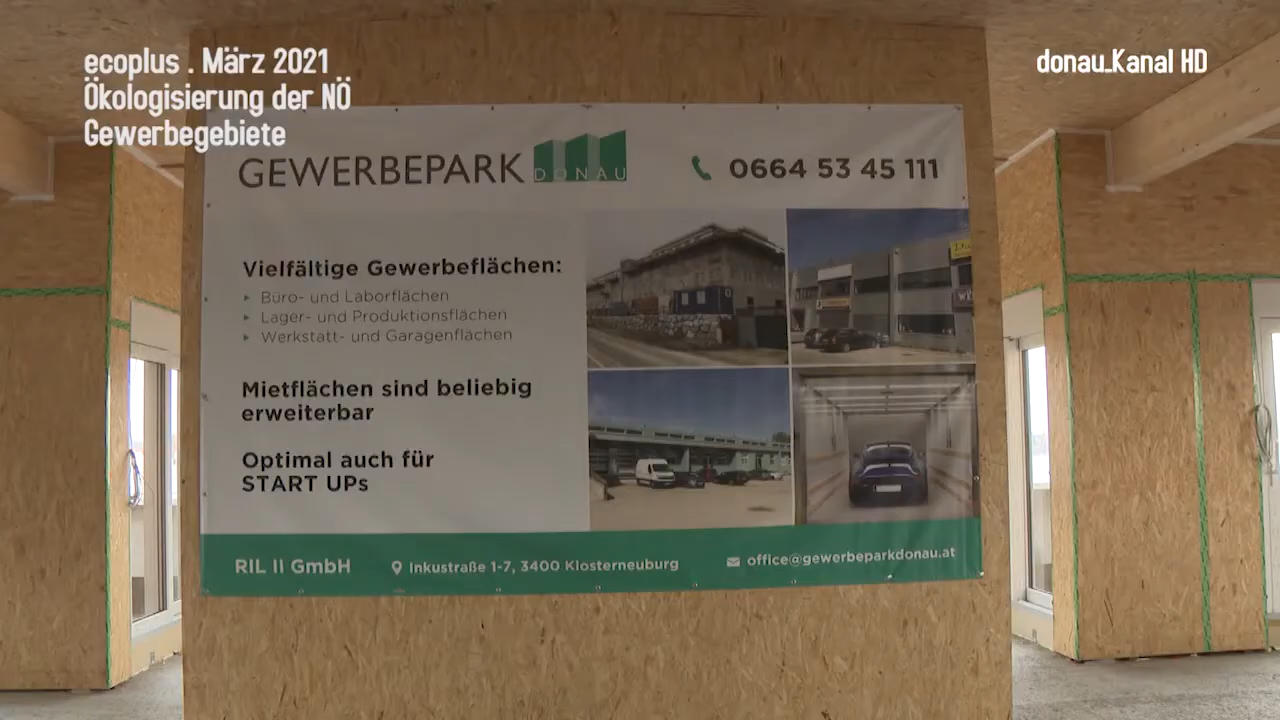 ecoplus . März 2021
Ökologisierung der NÖ
Gewerbegebiete
donau_Kanal HD
GEWERBEPARK DONAU
0664 53 45 111
Vielfältige Gewerbeflächen:
Büro- und Laborflächen
Lager- und Produktionsflächen
Werkstatt- und Garagenflächen
Mietflächen sind beliebig
erweiterbar
Optimal auch für
START UPs
RIL II GmbH
Inkustraße 1-7, 3400 Klosterneuburg
office@gewerbeparkdonau.at